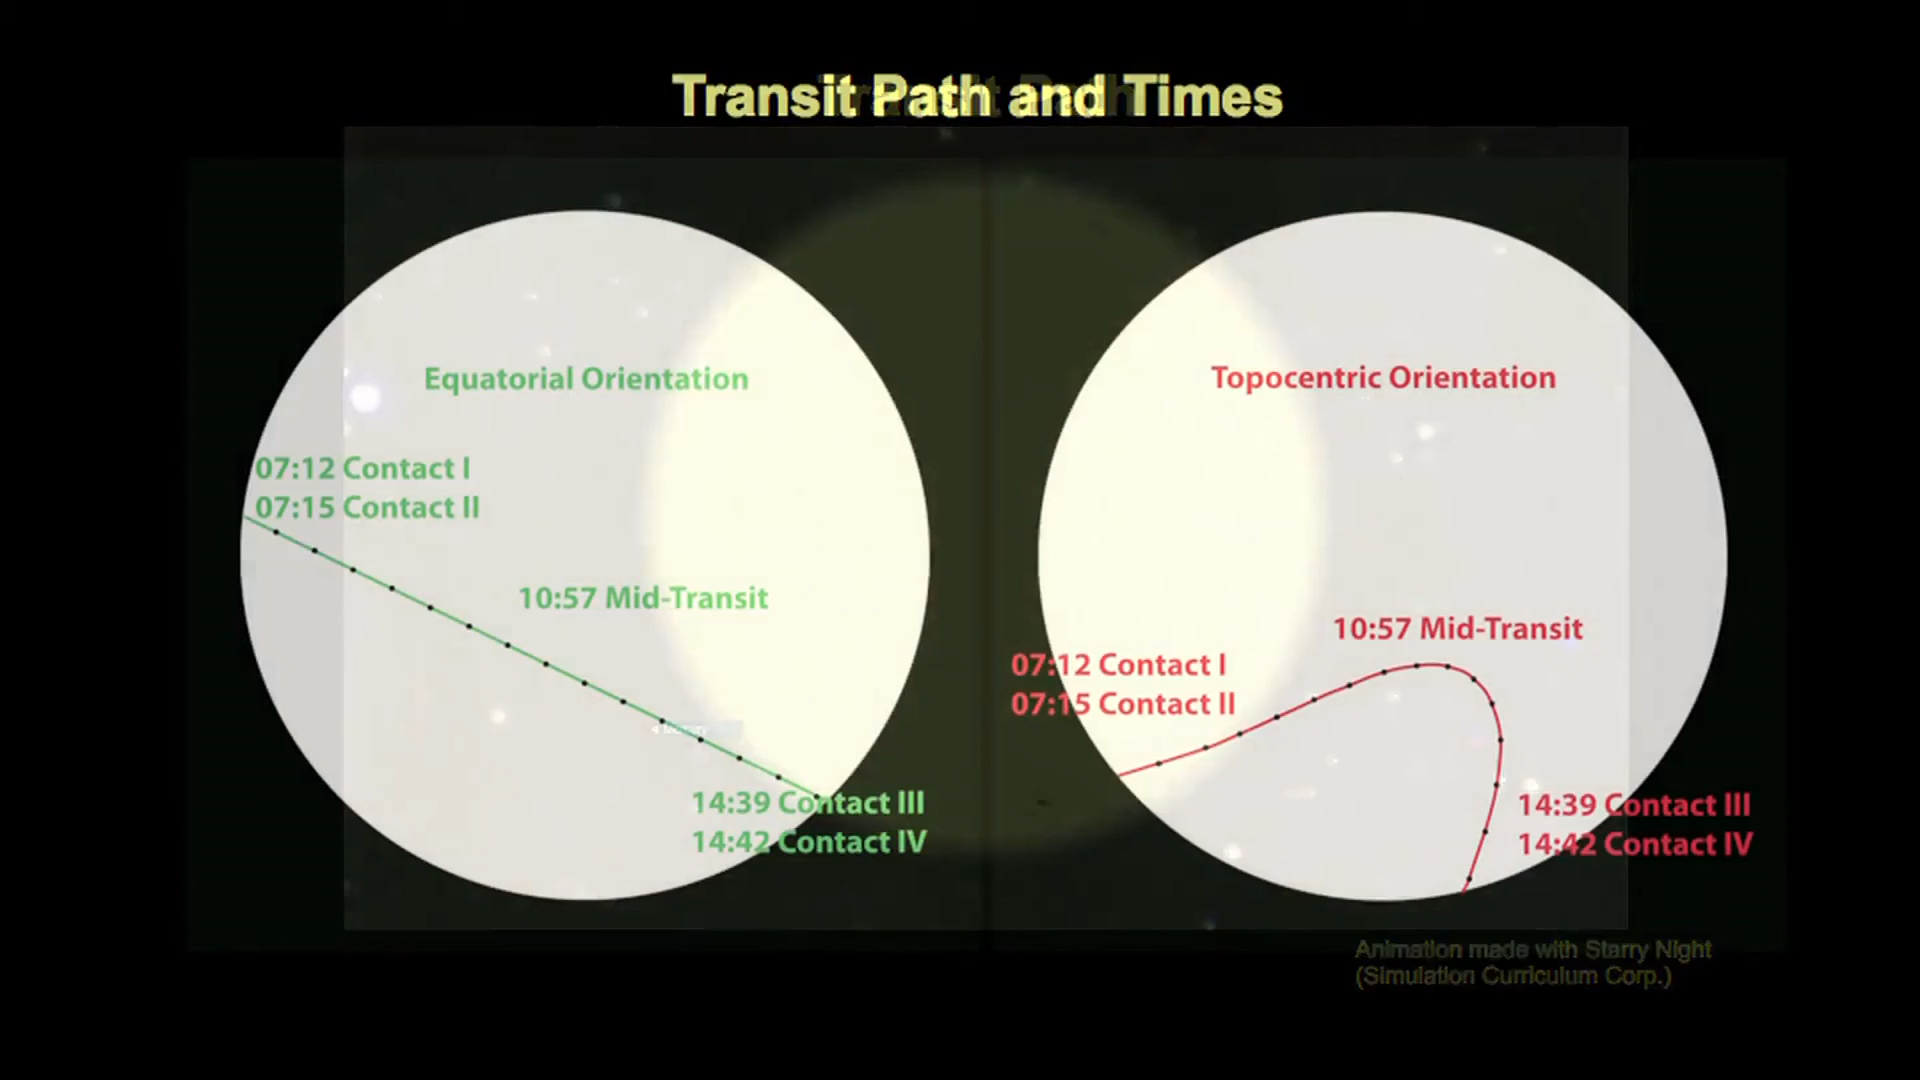 Transit Path and Times
Equatorial Orientation
07:12 Contact I
07:15 Contact II
10:57 Mid-Transit
14:39 Contact III
14:42 Contact IV
Topocentric Orientation
10:57 Mid-Transit
07:12 Contact I
07:15 Contact II
14:39 Contact III
14:42 Contact IV
Animation made with Starry Night
(Simulation Curriculum Corp.)